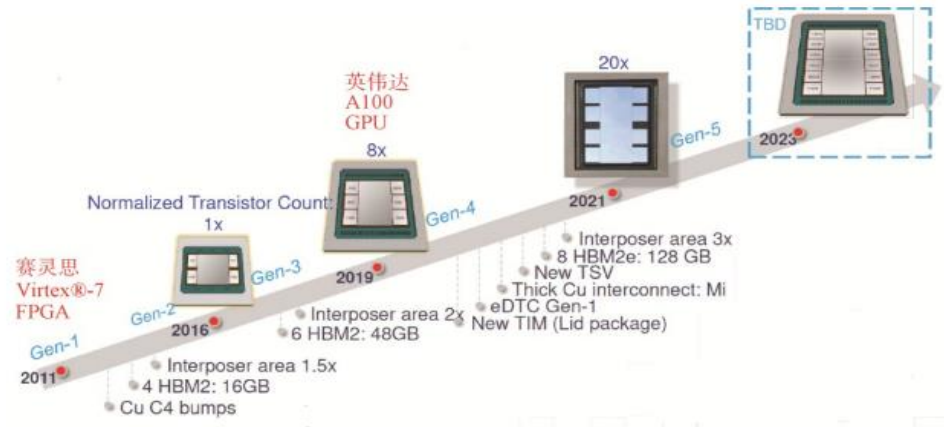 TBD
20x
英伟达
A100
GPU
8x
Gen-5
2023
Normalized Transistor Count:
1x
Gen-4
2021
赛灵思
Virtex®-7
FPGA
Gen-3
2019
Interposer area 3x
8 HBM2e: 128 GB
New TSV
Thick Cu interconnect: Mi
eDTC Gen-1
New TIM (Lid package)
Gen-2
2016
Interposer area 2x
6 HBM2: 48GB
Gen-1
2011
Interposer area 1.5x
4 HBM2: 16GB
Cu C4 bumps